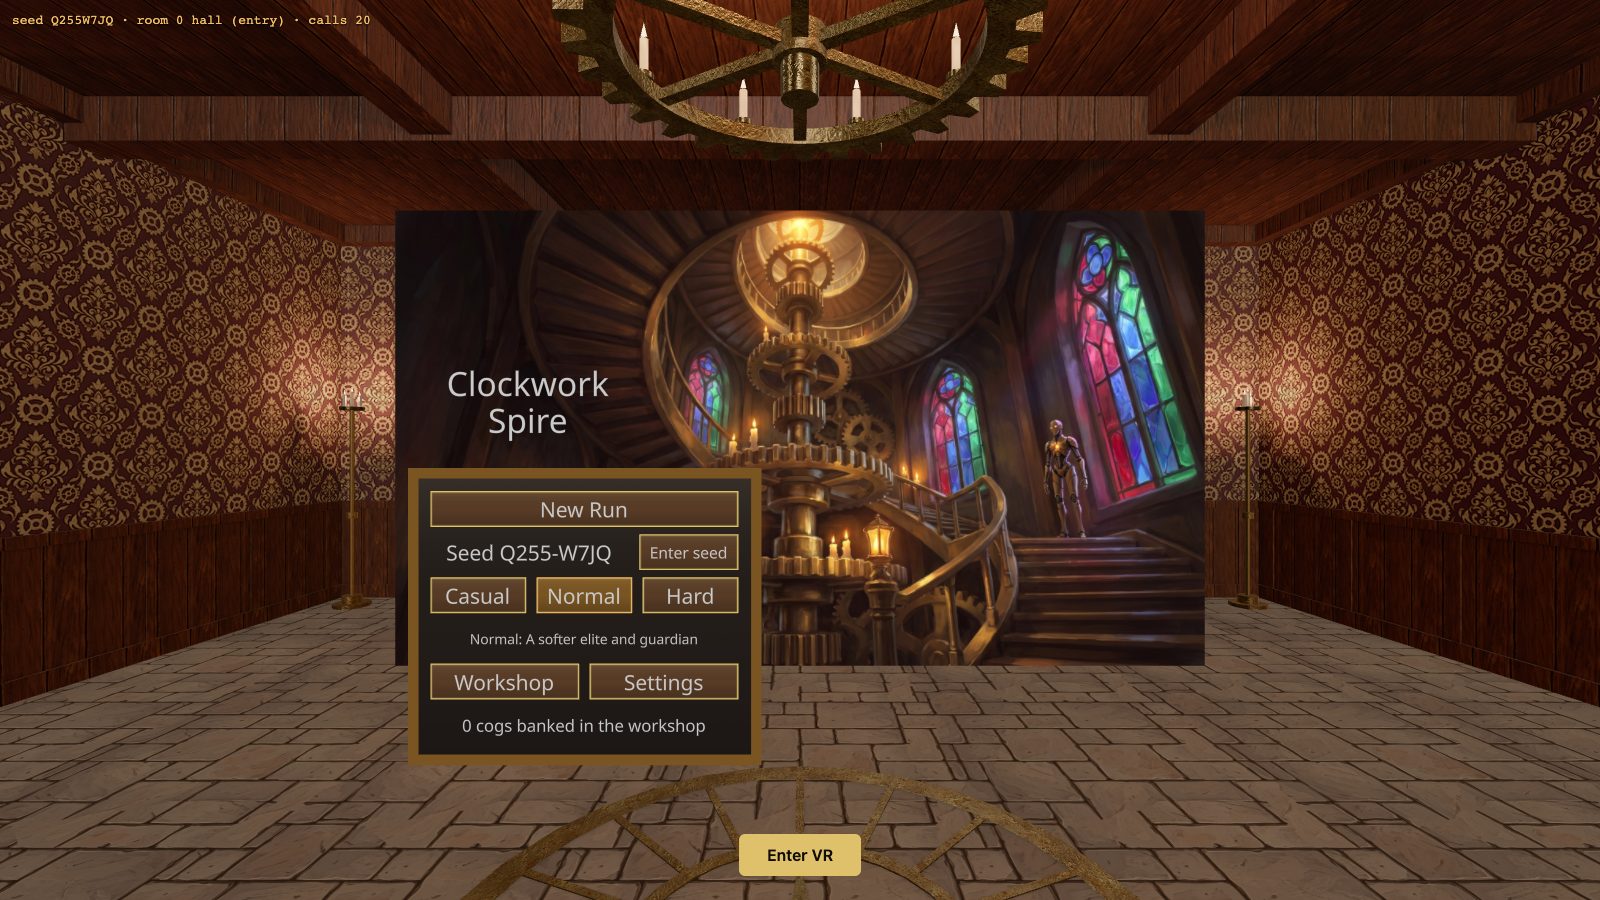 seed Q255W7JQ · room 0 hall (entry) · calls 20
Clockwork
Spire
New Run
Seed Q255-W7JQ
Enter seed
Casual
Normal
Hard
Normal: A softer elite and guardian
Workshop
Settings
0 cogs banked in the workshop
Enter VR